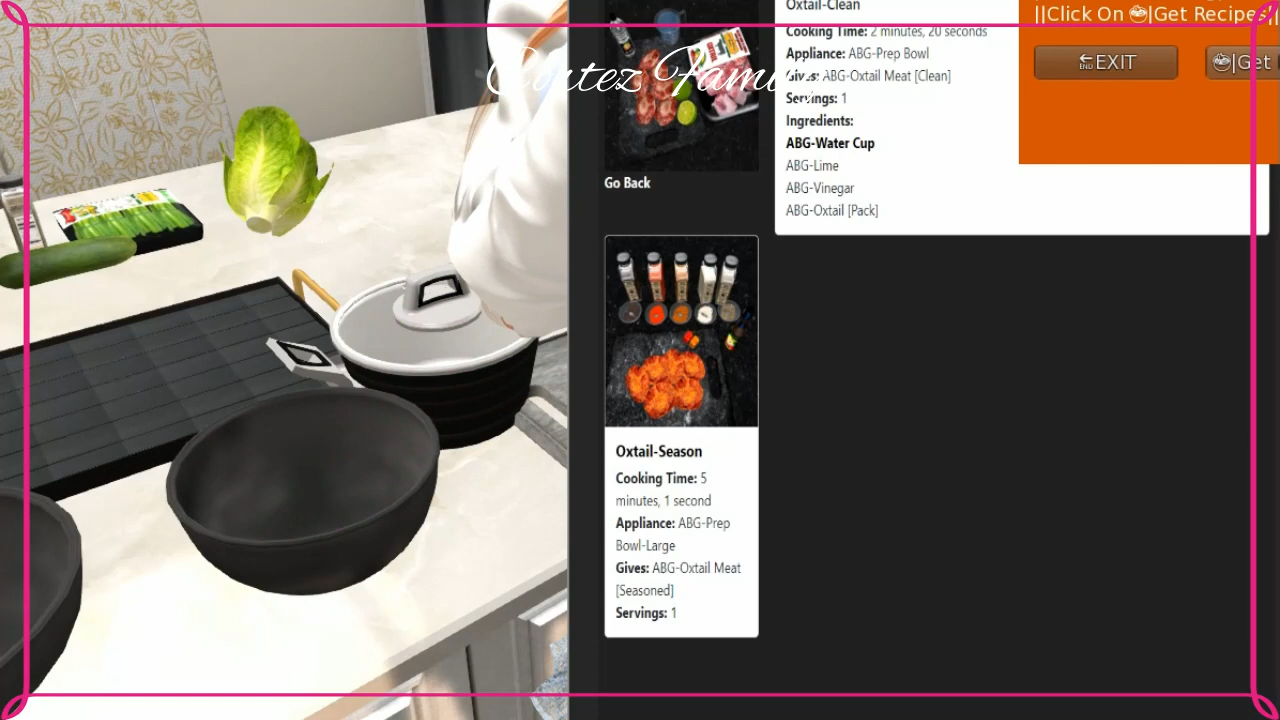 ||Click On |Get Recipes
EXIT
|Get
Cortez Family
Oxtail-Clean
Cooking Time: 2 minutes, 20 seconds
Appliance: ABG-Prep Bowl
Gives: ABG-Oxtail Meat [Clean]
Servings: 1
Ingredients:
ABG-Water Cup
ABG-Lime
ABG-Vinegar
ABG-Oxtail [Pack]
Go Back
Oxtail-Season
Cooking Time: 5
minutes, 1 second
Appliance: ABG-Prep
Bowl-Large
Gives: ABG-Oxtail Meat
[Seasoned]
Servings: 1